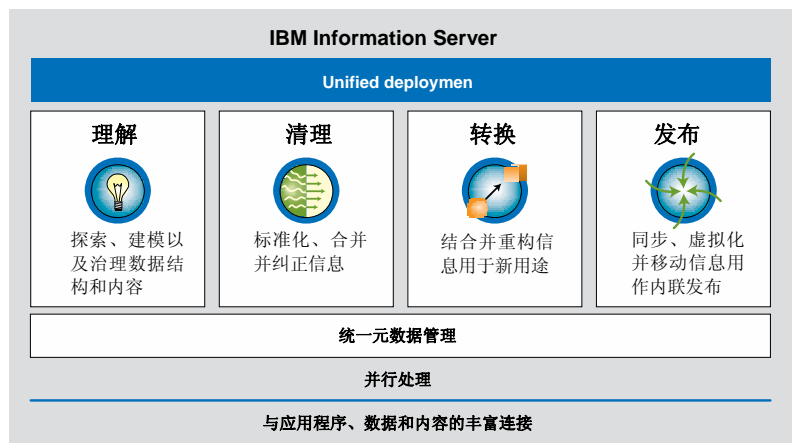 IBM Information Server
Unified deploymen
理解
探索、建模以
及治理数据结
构和内容
清理
标准化、合并
并纠正信息
转换
结合并重构信
息用于新用途
发布
同步、虚拟化
并移动信息用
作内联发布
统一元数据管理
并行处理
与应用程序、数据和内容的丰富连接